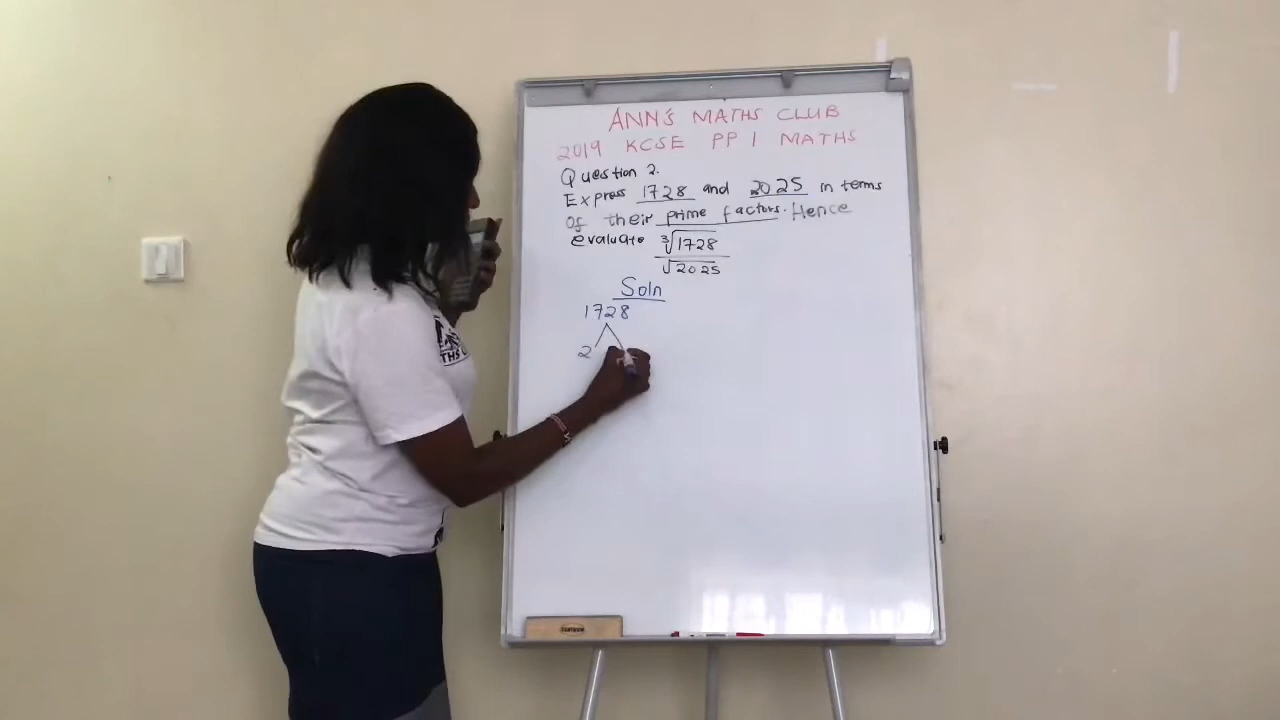 ANN'S MATHS CLUB
2019 KCSE PP 1 MATHS
Question 2.
Express 1728 and 2025 in terms
of their prime factors. Hence
evaluate ∛1728
√2025
Soln
1728
2